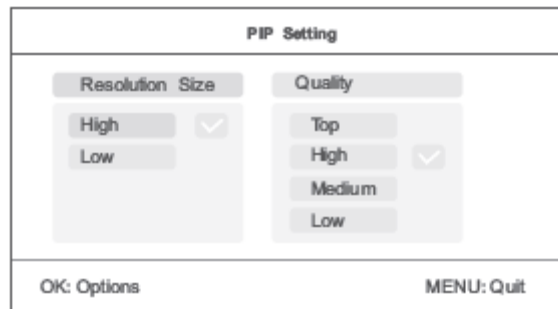 PIP Setting
Resolution Size
High
Low
Quality
Top
High
Medium
Low
OK: Options
MENU: Quit